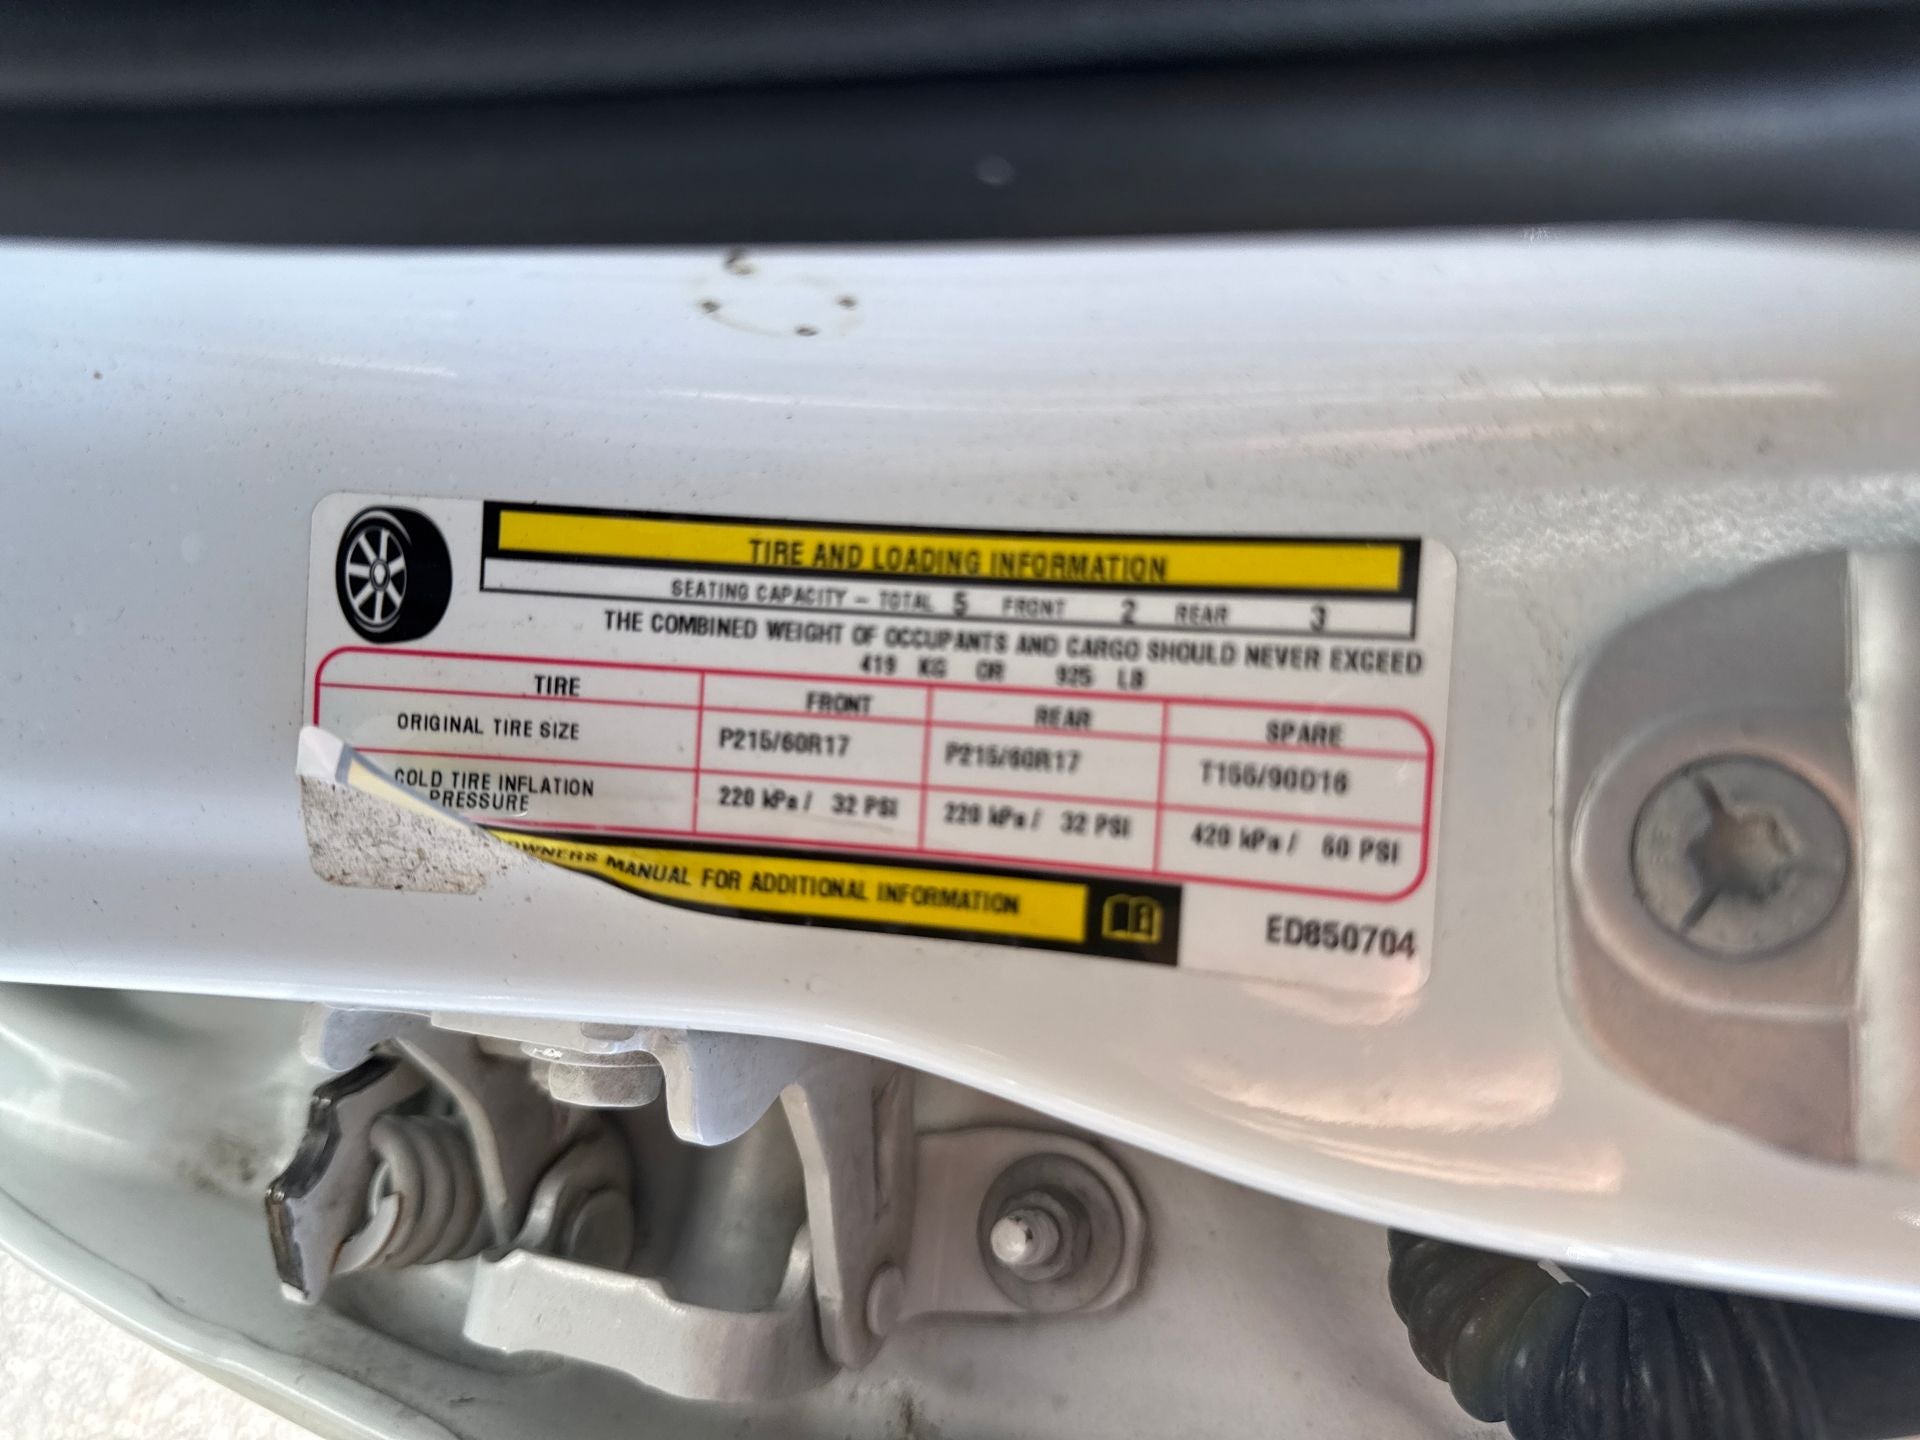 TIRE AND LOADING INFORMATION
SEATING CAPACITY – TOTAL 5 FRONT 2 REAR 3
THE COMBINED WEIGHT OF OCCUPANTS AND CARGO SHOULD NEVER EXCEED
419 KG OR 925 LB
TIRE FRONT REAR SPARE
ORIGINAL TIRE SIZE P215/60R17 P215/60R17 T155/90D16
COLD TIRE INFLATION PRESSURE 220 kPa / 32 PSI 220 kPa / 32 PSI 420 kPa / 60 PSI
OWNERS MANUAL FOR ADDITIONAL INFORMATION
ED850704